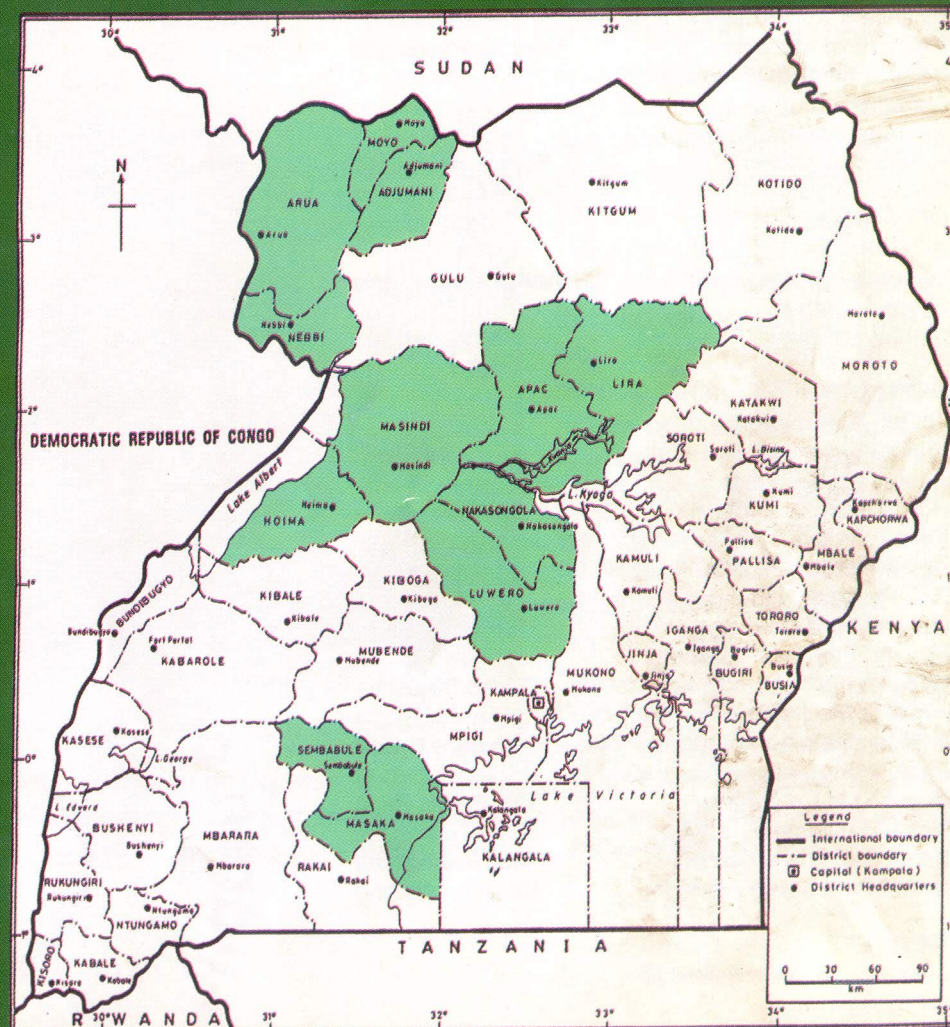 30° 31° 32° 33° 34° 35°
SUDAN
4°
N
Moyo
MOYO
Adjumani
ADJUMANI
ARUA
Arua
Kitgum
KITGUM
KOTIDO
Kotido
3°
GULU
Gulu
Nebbi
NEBBI
Moroto
MOROTO
Lira
LIRA
APAC
Apac
2°
KATAKWI
Katakwi
MASINDI
DEMOCRATIC REPUBLIC OF CONGO
SOROTI
Soroti
L. Bisina
Masindi
L. Kwania
Lake Albert
L. Kyoga
Kumi
KUMI
Kapchorwa
KAPCHORWA
Hoima
HOIMA
NAKASONGOLA
Nakasongola
Pallisa
PALLISA
MBALE
Mbale
KAMULI
Kamuli
1°
BUNDIBUGYO
KIBOGA
Kiboga
KIBALE
Kibale
LUWERO
Luwero
TORORO
Tororo
KENYA
Bundibugyo
Fort Portal
KABAROLE
MUBENDE
Mubende
IGANGA
Iganga
Bugiri
BUGIRI
JINJA
Jinja
Busia
BUSIA
MUKONO
Mukono
KAMPALA
Mpigi
MPIGI
KASESE
Kasese
L. George
SEMBABULE
Sembabule
0°
L. Edward
Lake Victoria
BUSHENYI
Bushenyi
MBARARA
Mbarara
MASAKA
Masaka
Kalangala
KALANGALA
RAKAI
Rakai
RUKUNGIRI
Rukungiri
Ntungamo
NTUNGAMO
1°
TANZANIA
KISORO
Kisoro
KABALE
Kabale
RWANDA
30° 31° 32° 33° 34° 35°
Legend
International boundary
District boundary
Capital (Kampala)
District Headquarters
0 30 60 90
km